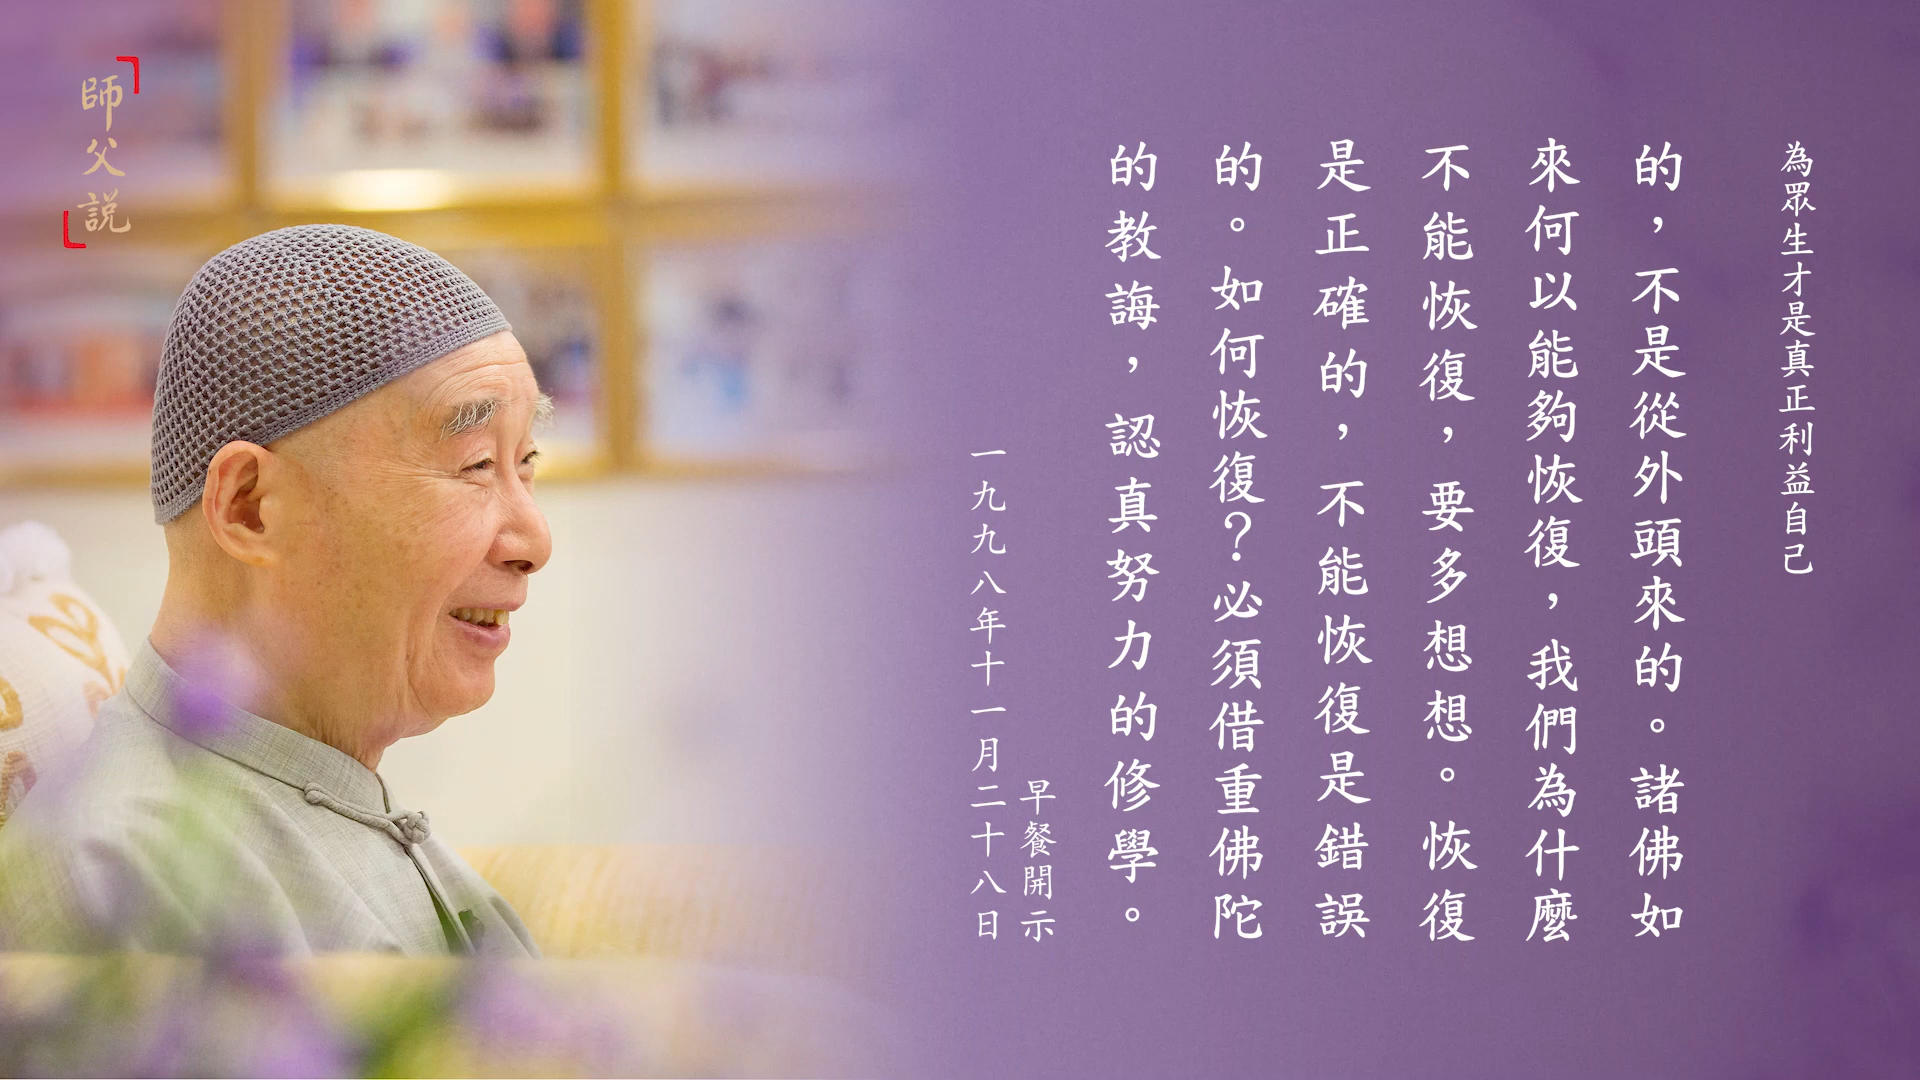 師父説
為眾生才是真正利益自己
的，不是從外頭來的。諸佛如
來何以能夠恢復，我們為什麼
不能恢復，要多想想。恢復
是正確的，不能恢復是錯誤
的。如何恢復？必須借重佛陀
的教誨，認真努力的修學。
早餐開示
一九九八年十一月二十八日